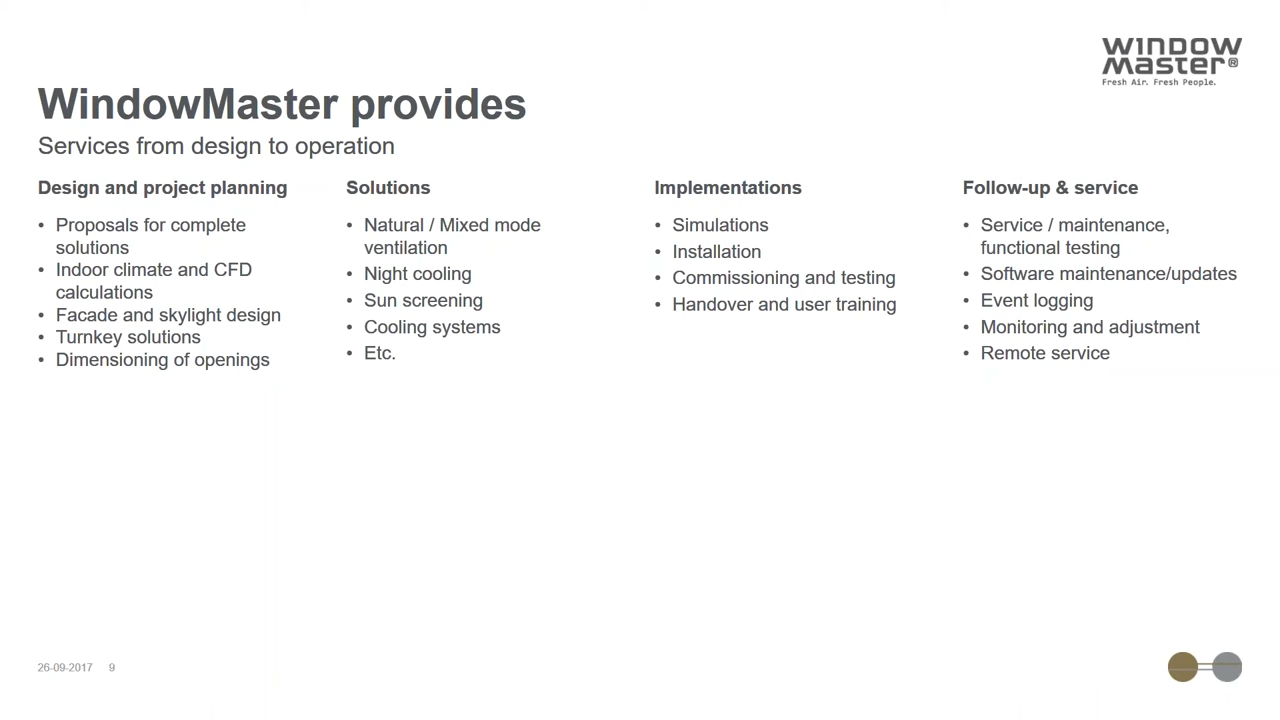 WINDOW
Master®
Fresh Air. Fresh People.
WindowMaster provides
Services from design to operation
Design and project planning
• Proposals for complete
solutions
• Indoor climate and CFD
calculations
• Facade and skylight design
• Turnkey solutions
• Dimensioning of openings
Solutions
• Natural / Mixed mode
ventilation
• Night cooling
• Sun screening
• Cooling systems
• Etc.
Implementations
• Simulations
• Installation
• Commissioning and testing
• Handover and user training
Follow-up & service
• Service / maintenance,
functional testing
• Software maintenance/updates
• Event logging
• Monitoring and adjustment
• Remote service
26-09-2017 9